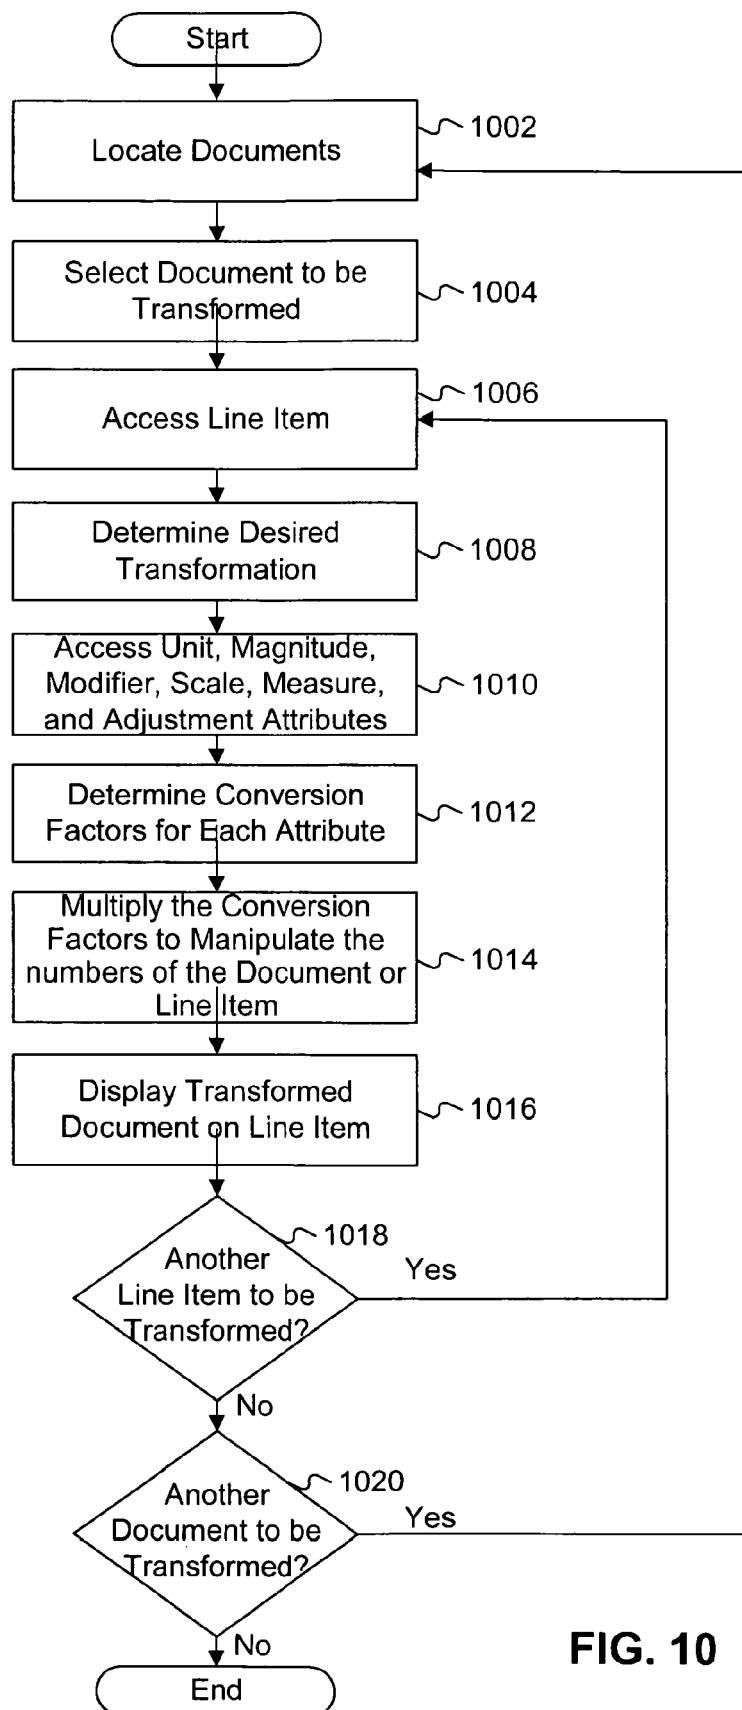 Start
Locate Documents
1002
Select Document to be
Transformed
1004
Access Line Item
1006
Determine Desired
Transformation
1008
Access Unit, Magnitude,
Modifier, Scale, Measure,
and Adjustment Attributes
1010
Determine Conversion
Factors for Each Attribute
1012
Multiply the Conversion
Factors to Manipulate the
numbers of the Document or
Line Item
1014
Display Transformed
Document on Line Item
1016
1018
Another
Line Item to be
Transformed?
Yes
No
1020
Another
Document to be
Transformed?
Yes
No
End
FIG. 10